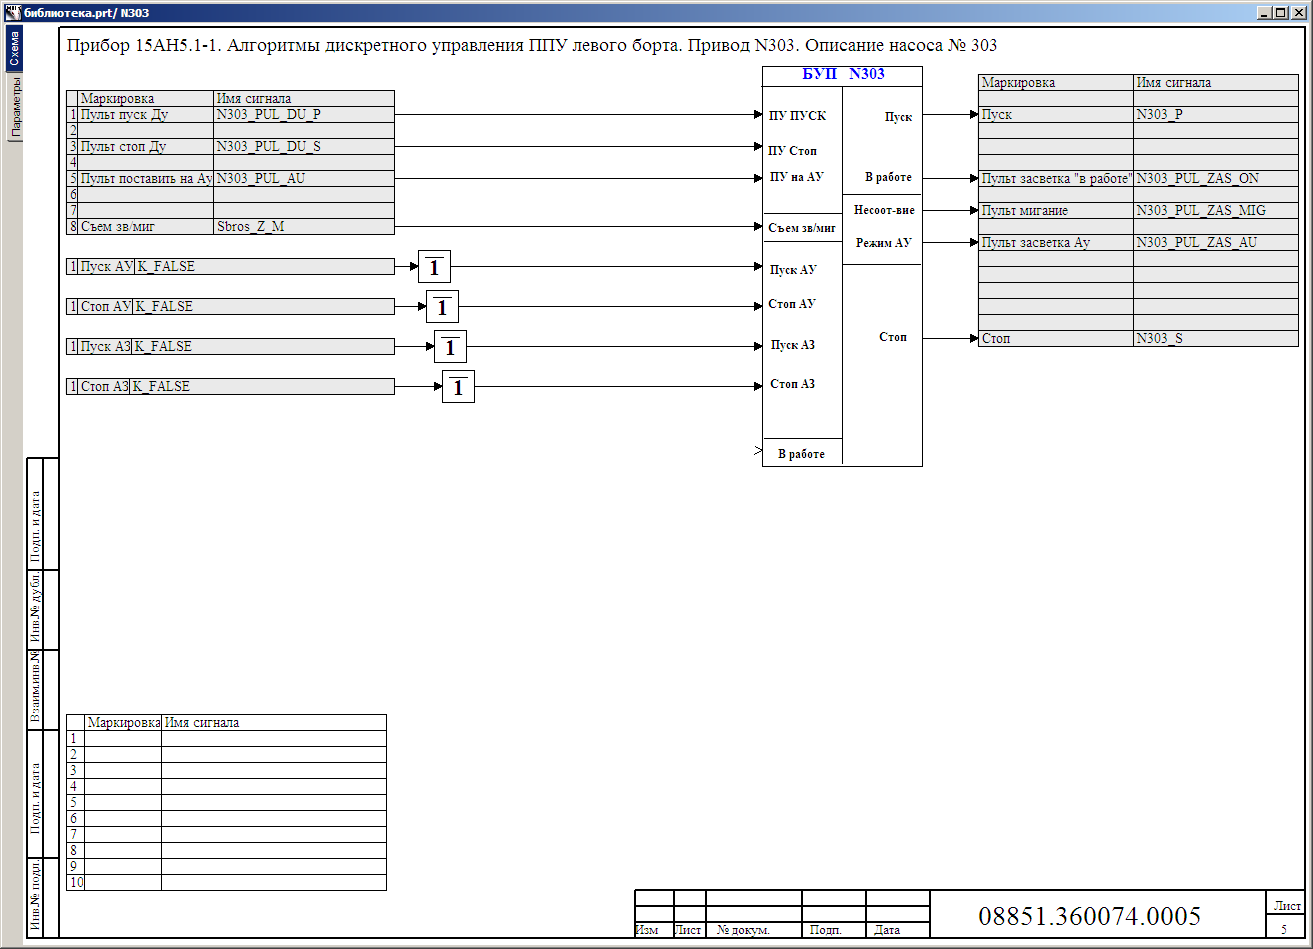 библиотека.prt/ N303
Схема
Параметры
Прибор 15АН5.1-1. Алгоритмы дискретного управления ППУ левого борта. Привод N303. Описание насоса № 303
Маркировка Имя сигнала
1 Пульт пуск Ду N303_PUL_DU_P
2
3 Пульт стоп Ду N303_PUL_DU_S
4
5 Пульт поставить на Ау N303_PUL_AU
6
7
8 Съем зв/миг Sbros_Z_M
1 Пуск АУ K_FALSE
1
1 Стоп АУ K_FALSE
1
1 Пуск АЗ K_FALSE
1
1 Стоп АЗ K_FALSE
1
БУП N303
ПУ ПУСК
ПУ Стоп
ПУ на АУ
Съем зв/миг
Пуск АУ
Стоп АУ
Пуск АЗ
Стоп АЗ
В работе
Пуск
В работе
Несоот-вие
Режим АУ
Стоп
Маркировка Имя сигнала
Пуск N303_P
Пульт засветка "в работе" N303_PUL_ZAS_ON
Пульт мигание N303_PUL_ZAS_MIG
Пульт засветка Ау N303_PUL_ZAS_AU
Стоп N303_S
Подп. и дата
Инв.№ дубл.
Взаим.инв.№
Подп. и дата
Инв.№ подл.
Маркировка Имя сигнала
1
2
3
4
5
6
7
8
9
10
Изм Лист № докум. Подп. Дата
08851.360074.0005
Лист
5